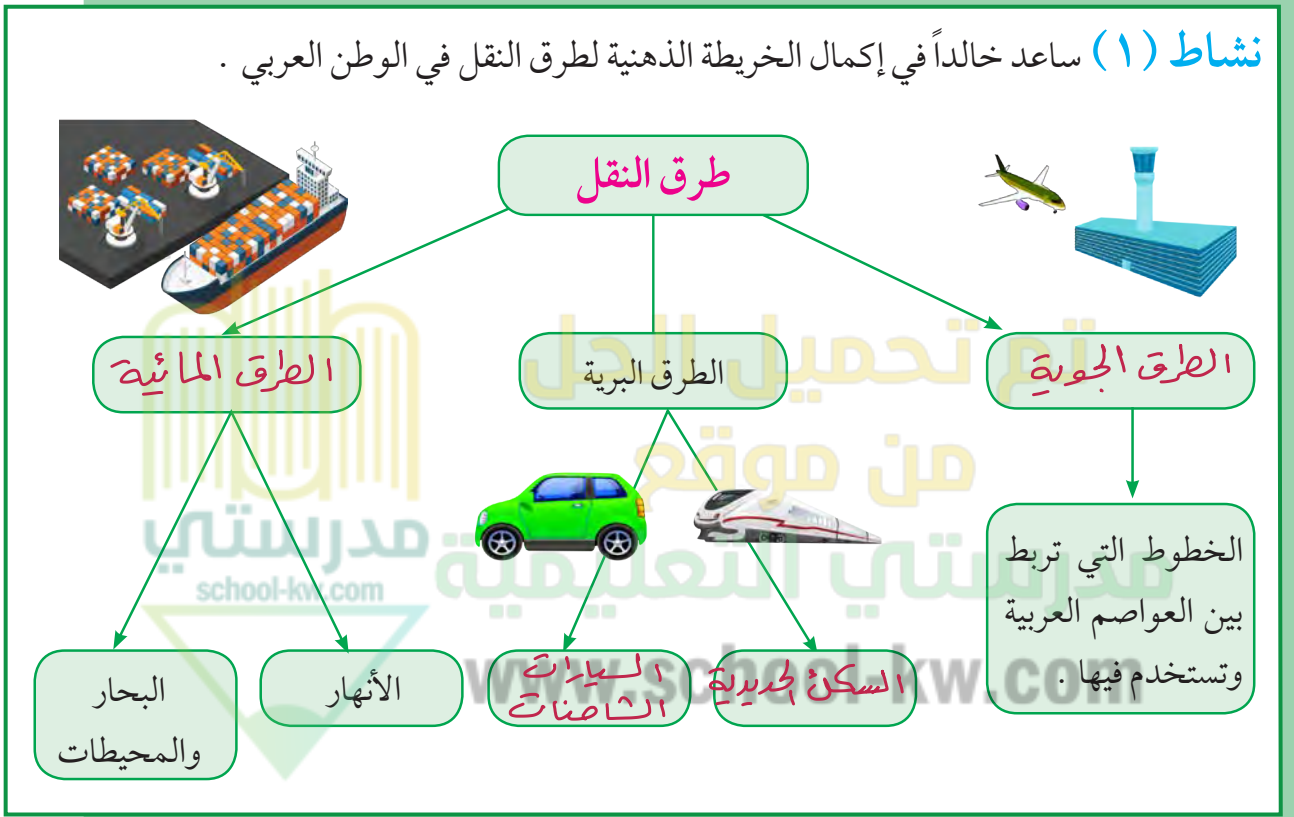 نشاط (١) ساعد خالداً في إكمال الخريطة الذهنية لطرق النقل في الوطن العربي .
طرق النقل
الطرق الجوية
الطرق البرية
الطرق المائية
الخطوط التي تربط
بين العواصم العربية
وتستخدم فيها .
السكك الحديدية
السيارات
الشاحنات
الأنهار
البحار
والمحيطات
تم تحميل الحل
من موقع
مدرستي التعليمية
www.school-kw.com
مدرستي
school-kw.com